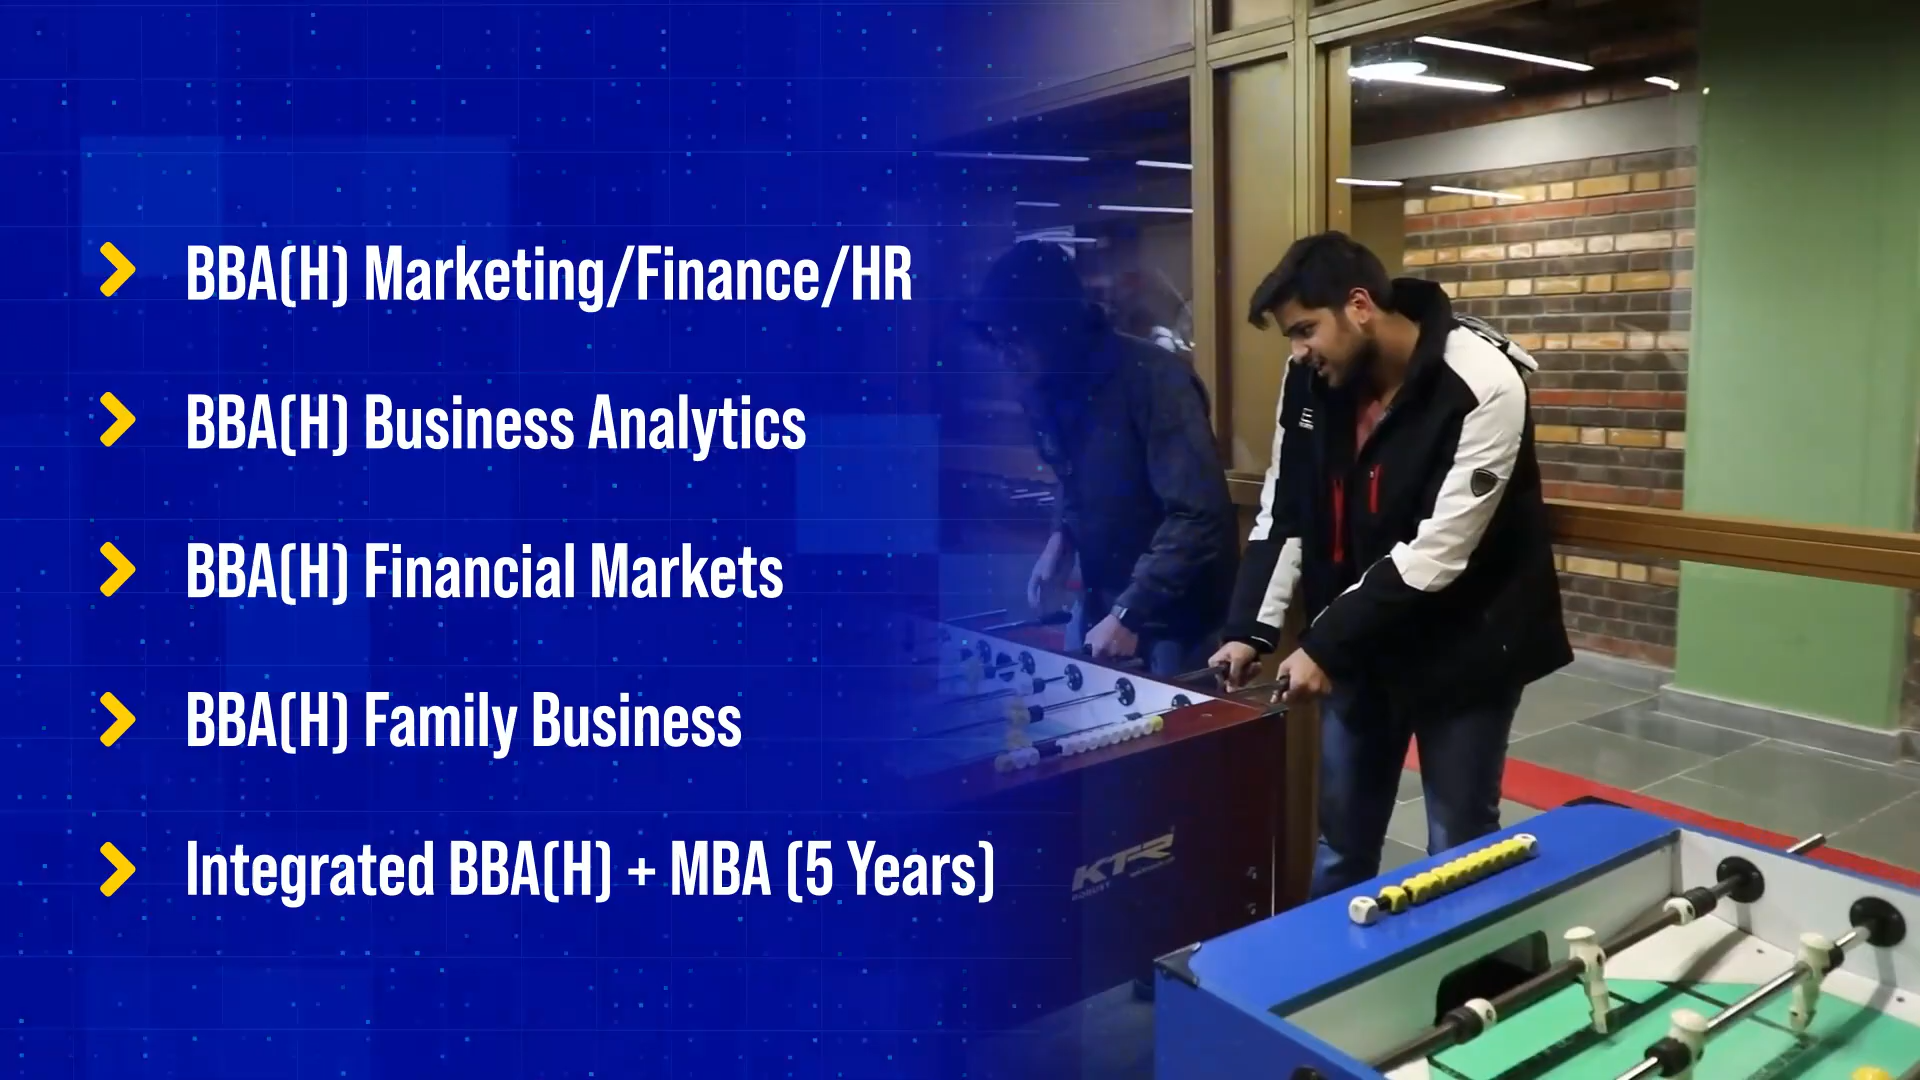 BBA(H) Marketing/Finance/HR
BBA(H) Business Analytics
BBA(H) Financial Markets
BBA(H) Family Business
Integrated BBA(H) + MBA (5 Years)
KTR